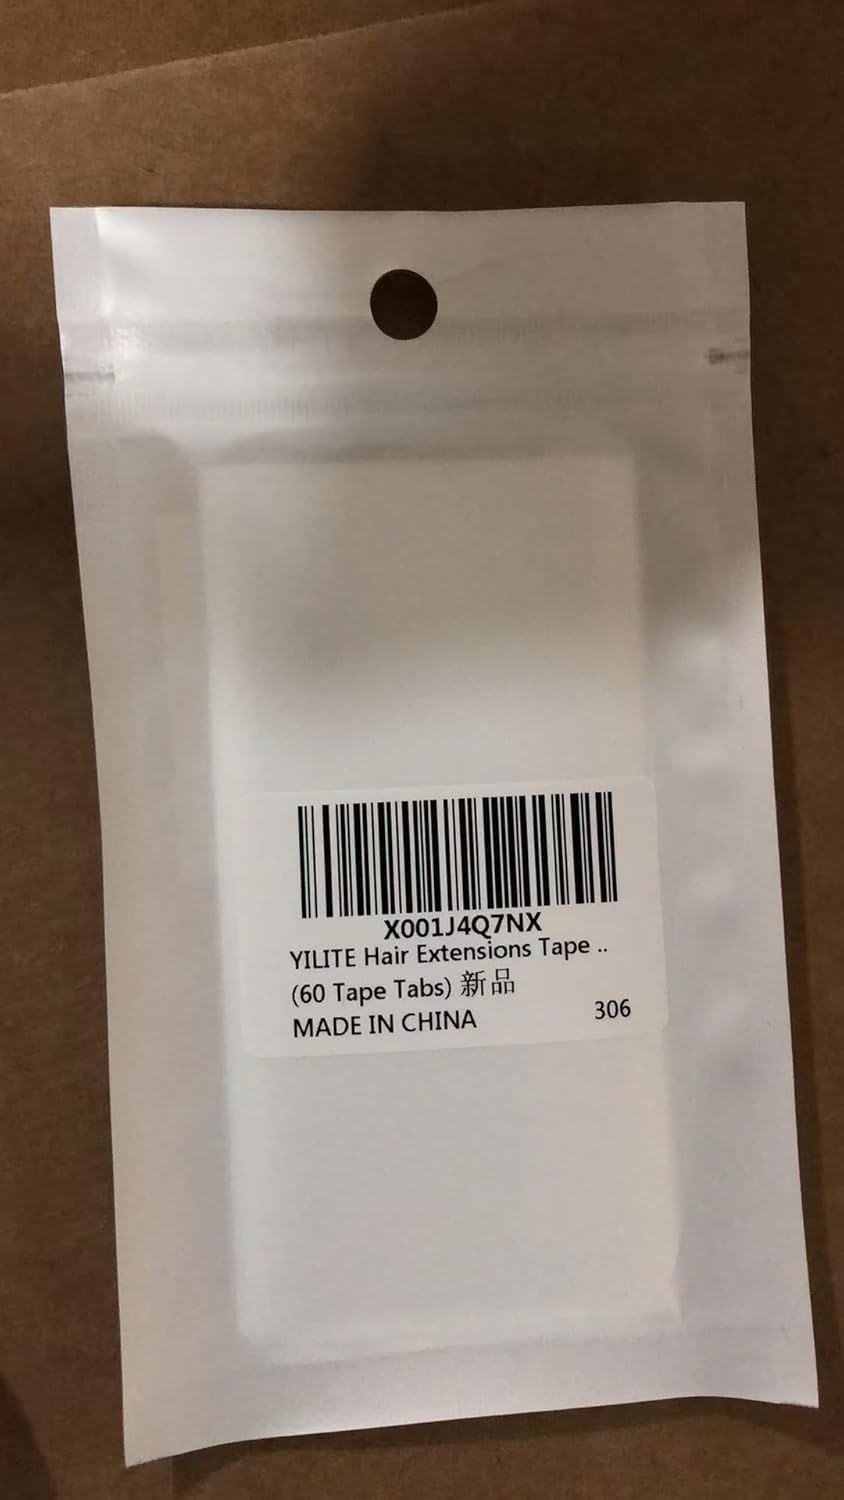 X001J4Q7NX
YILITE Hair Extensions Tape ..
(60 Tape Tabs) 新品
MADE IN CHINA 306